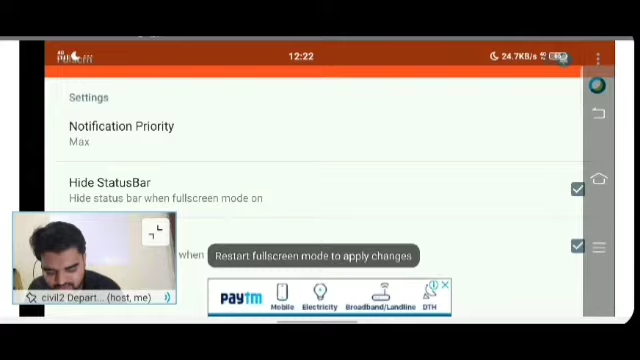 12:22
24.7KB/s
Settings
Notification Priority
Max
Hide StatusBar
Hide status bar when fullscreen mode on
when
Restart fullscreen mode to apply changes
civil2 Depart... (host, me)
paytm
Mobile
Electricity
Broadband/Landline
DTH